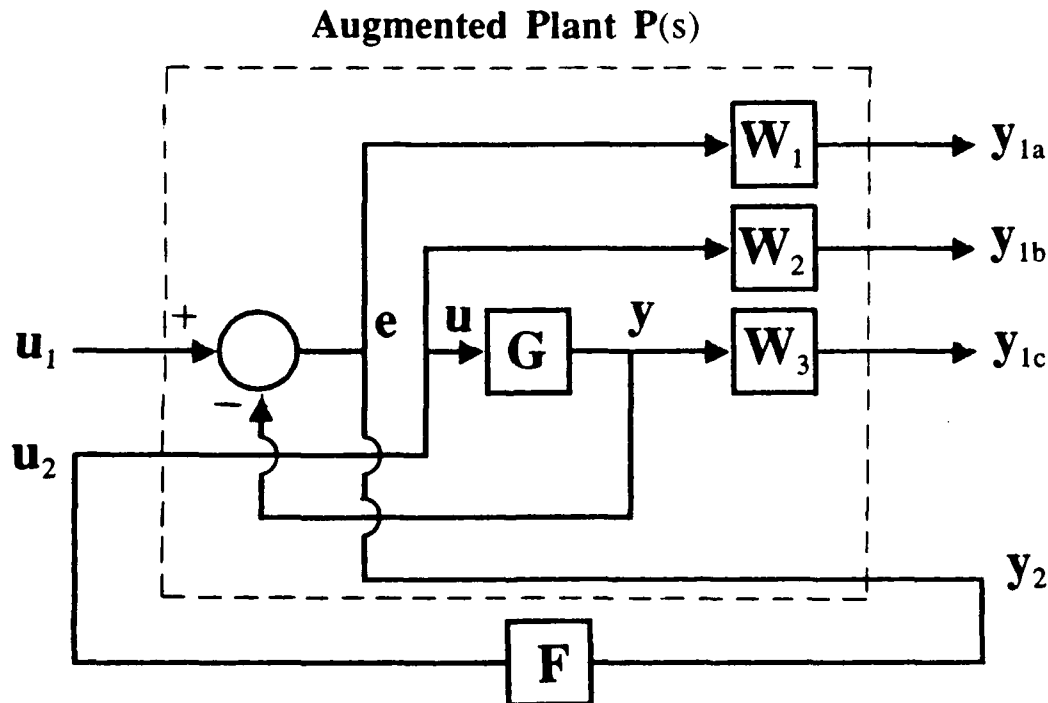 Augmented Plant P(s)
W₁
y₁ₐ
W₂
y₁b
+
e
u
G
y
W₃
y₁c
u₁
−
u₂
y₂
F